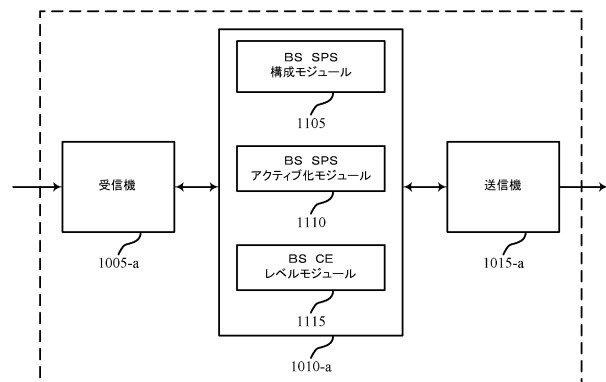 ＢＳ ＳＰＳ
構成モジュール
1105
ＢＳ ＳＰＳ
アクティブ化モジュール
1110
ＢＳ ＣＥ
レベルモジュール
1115
受信機
1005-a
送信機
1015-a
1010-a